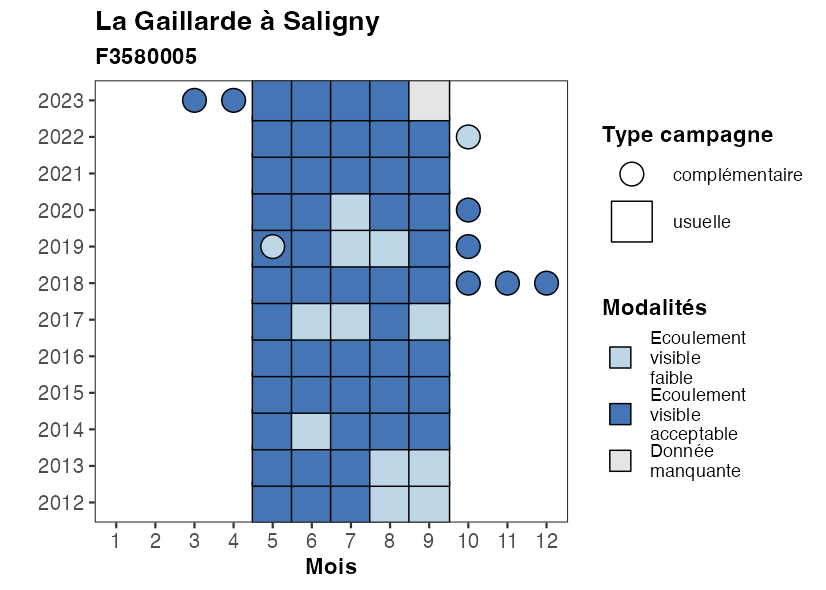 La Gaillarde à Saligny
F3580005
2023
2022
2021
2020
2019
2018
2017
2016
2015
2014
2013
2012
1 2 3 4 5 6 7 8 9 10 11 12
Mois
Type campagne
complémentaire
usuelle
Modalités
Ecoulement
visible
faible
Ecoulement
visible
acceptable
Donnée
manquante